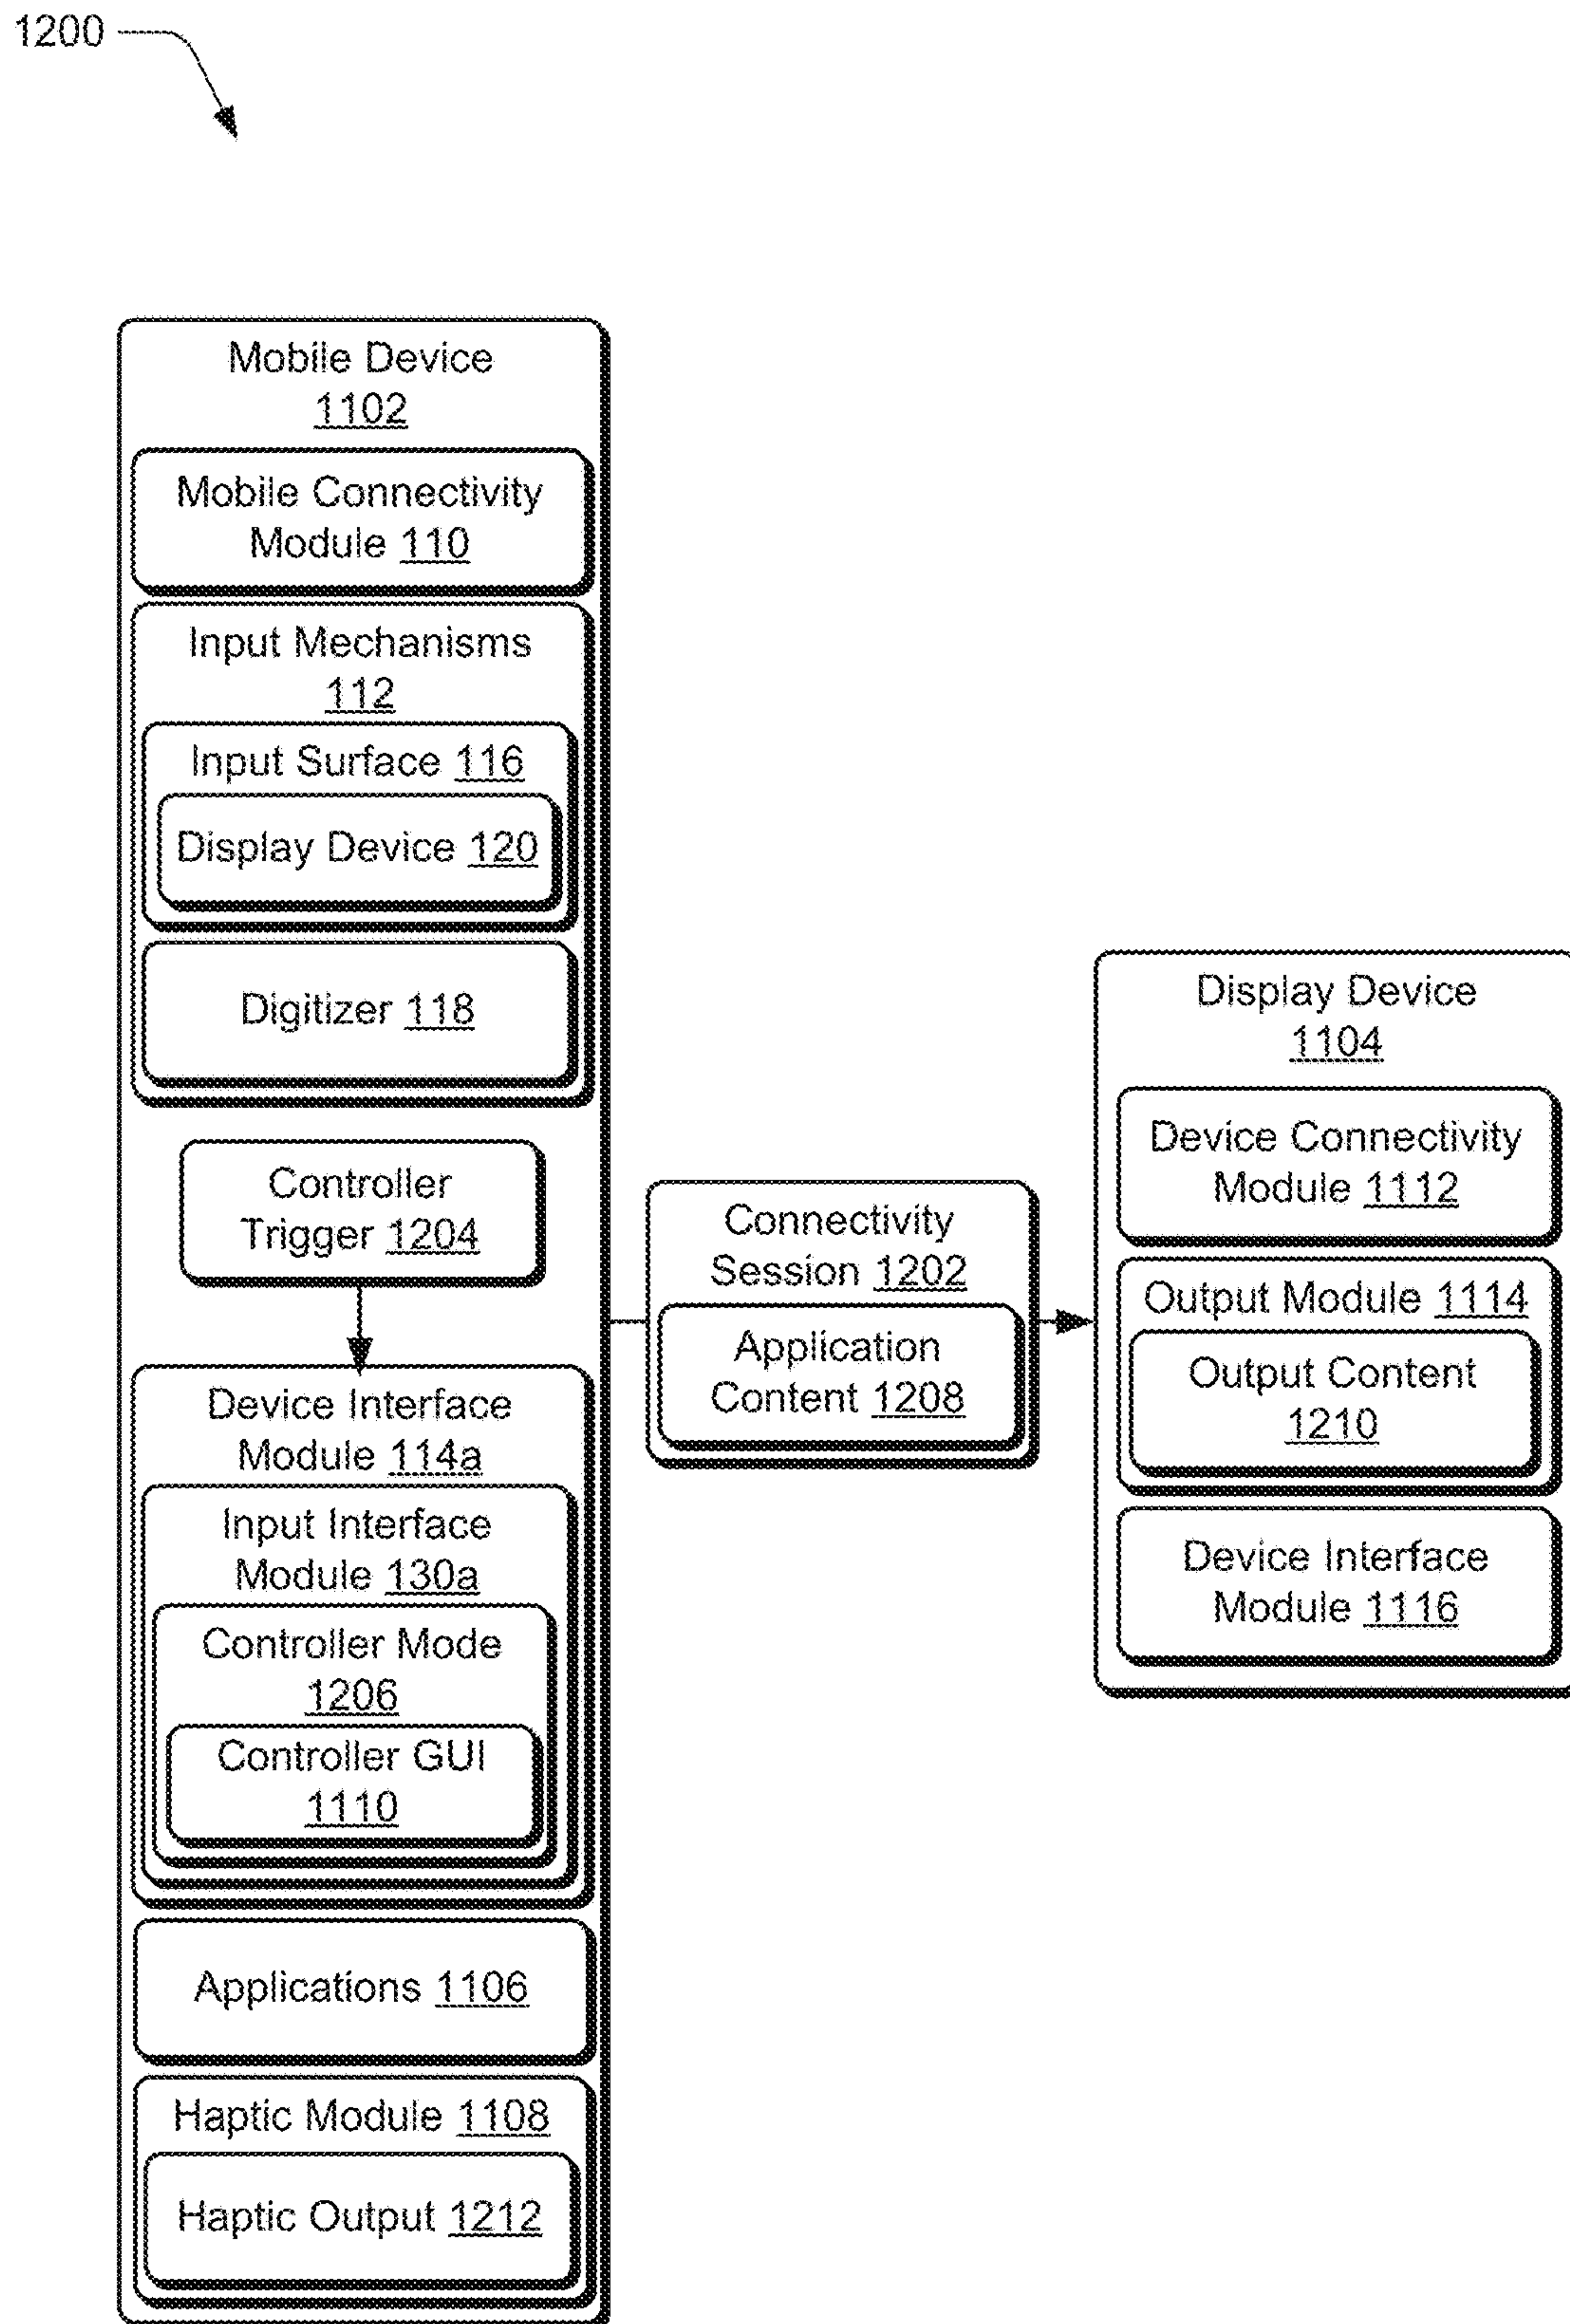 1200
Mobile Device
1102
Mobile Connectivity
Module 110
Input Mechanisms
112
Input Surface 116
Display Device 120
Digitizer 118
Controller
Trigger 1204
Device Interface
Module 114a
Input Interface
Module 130a
Controller Mode
1206
Controller GUI
1110
Applications 1106
Haptic Module 1108
Haptic Output 1212
Connectivity
Session 1202
Application
Content 1208
Display Device
1104
Device Connectivity
Module 1112
Output Module 1114
Output Content
1210
Device Interface
Module 1116